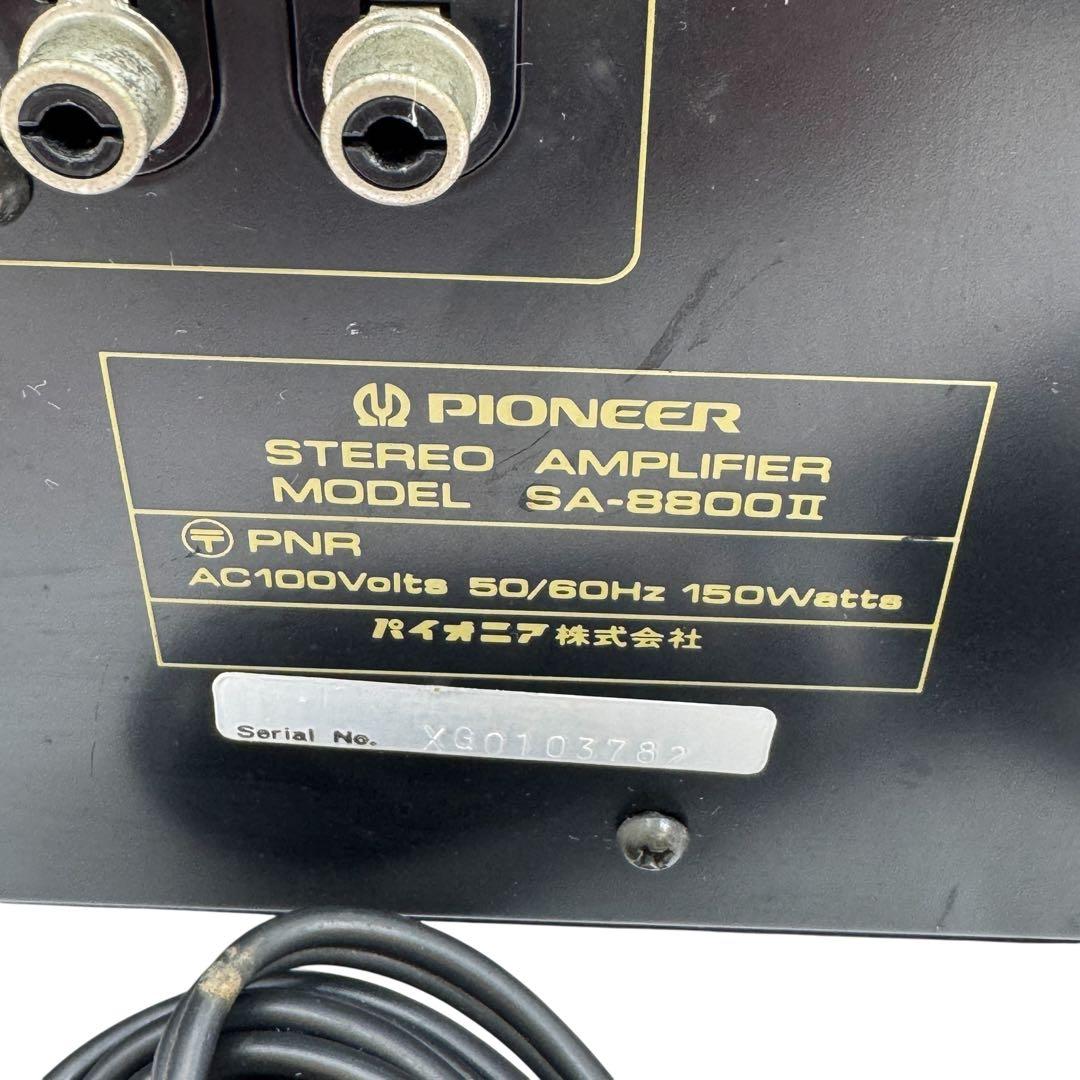 PIONEER
STEREO AMPLIFIER
MODEL SA-8800II
〒 PNR
AC100Volts 50/60Hz 150Watts
パイオニア株式会社
Serial No. XG0103782